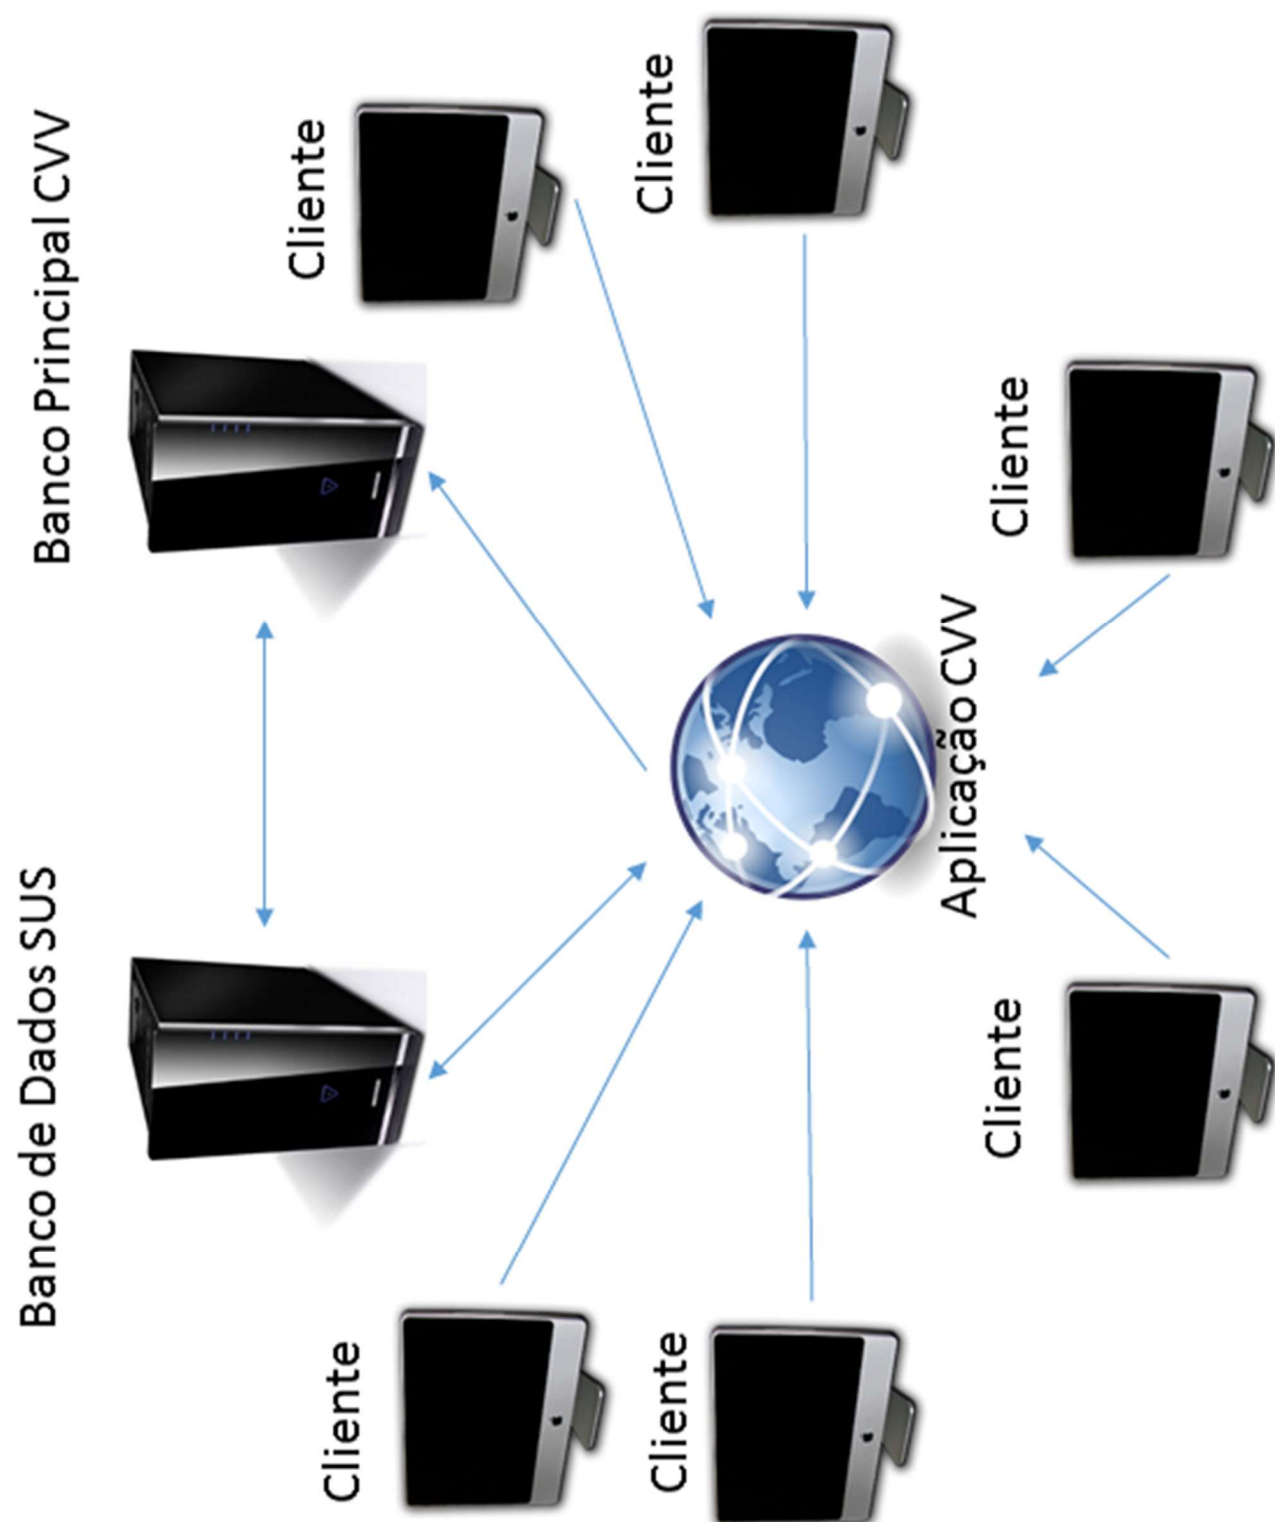 Banco de Dados SUS
Banco Principal CVV
Cliente
Cliente
Cliente
Cliente
Aplicação CVV
Cliente
Cliente